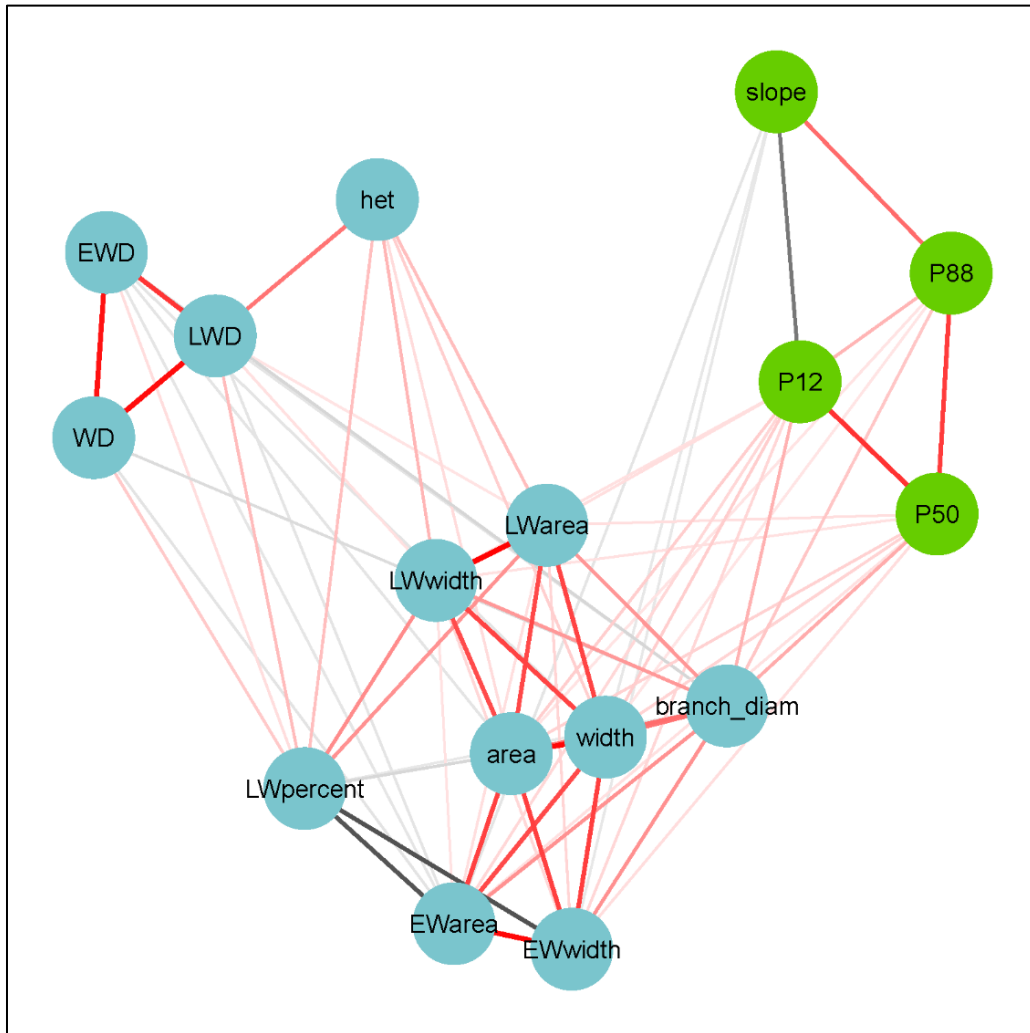 slope
het
EWD
P88
LWD
P12
WD
P50
LWarea
LWwidth
branch_diam
width
area
LWpercent
EWarea
EWwidth